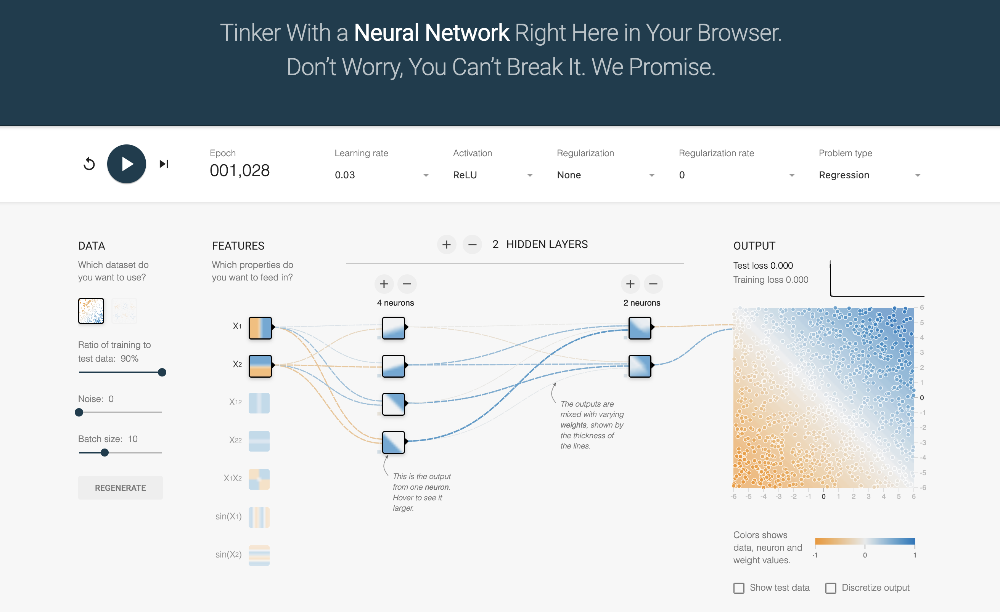 Tinker With a Neural Network Right Here in Your Browser.
Don't Worry, You Can't Break It. We Promise.
Epoch
001,028
Learning rate
0.03
Activation
ReLU
Regularization
None
Regularization rate
0
Problem type
Regression
DATA
Which dataset do
you want to use?
Ratio of training to
test data: 90%
Noise: 0
Batch size: 10
REGENERATE
FEATURES
Which properties do
you want to feed in?
X1
X2
X12
X22
X1X2
sin(X1)
sin(X2)
+ − 2 HIDDEN LAYERS
+ −
4 neurons
+ −
2 neurons
This is the output
from one neuron.
Hover to see it
larger.
The outputs are
mixed with varying
weights, shown by
the thickness of
the lines.
OUTPUT
Test loss 0.000
Training loss 0.000
6
5
4
3
2
1
0
-1
-2
-3
-4
-5
-6
-6 -5 -4 -3 -2 -1 0 1 2 3 4 5 6
Colors shows
data, neuron and
weight values.
-1 0 1
Show test data
Discretize output